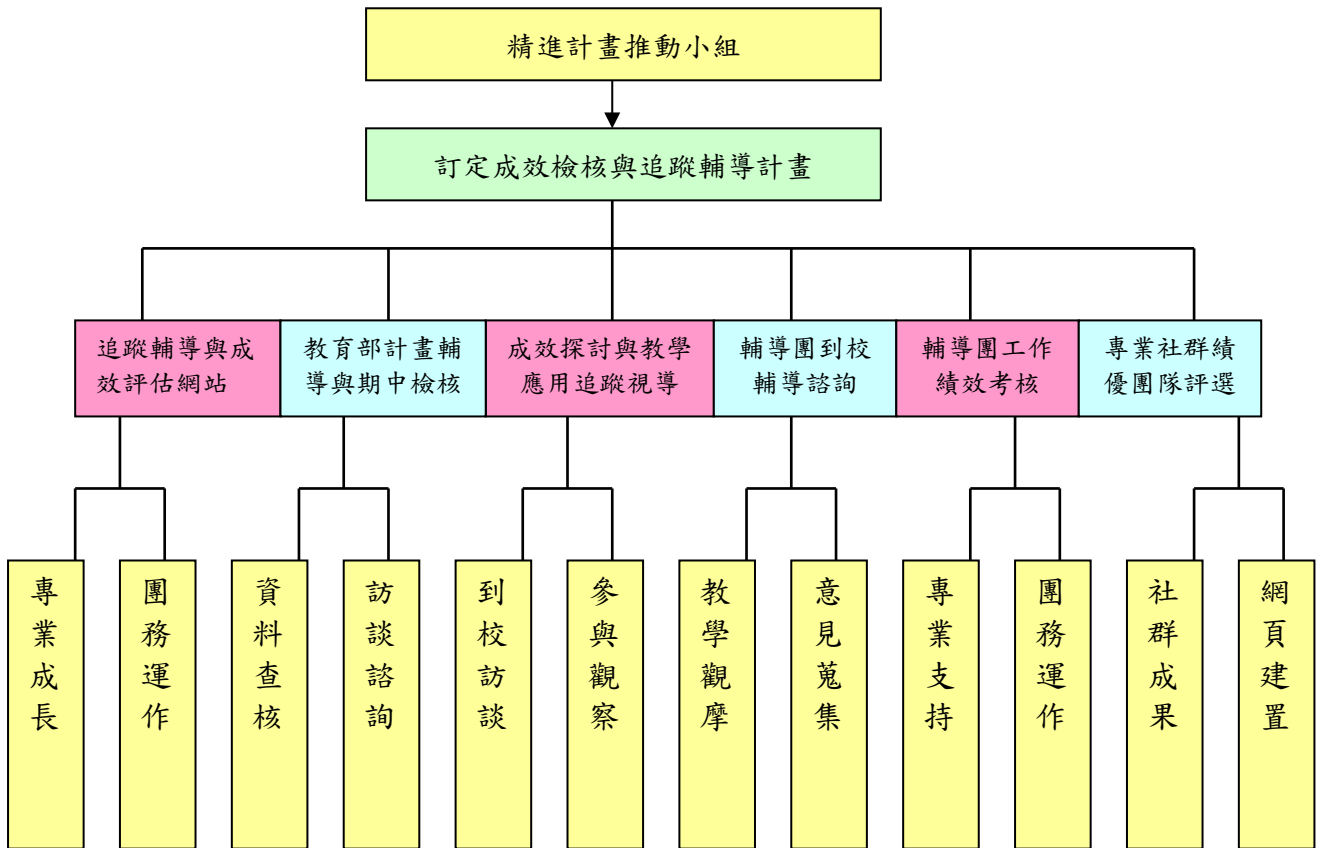 精進計畫推動小組
訂定成效檢核與追蹤輔導計畫
追蹤輔導與成
效評估網站
教育部計畫輔
導與期中檢核
成效探討與教學
應用追蹤視導
輔導團到校
輔導諮詢
輔導團工作
績效考核
專業社群績
優團隊評選
專業成長
團務運作
資料查核
訪談諮詢
到校訪談
參與觀察
教學觀摩
意見蒐集
專業支持
團務運作
社群成果
網頁建置